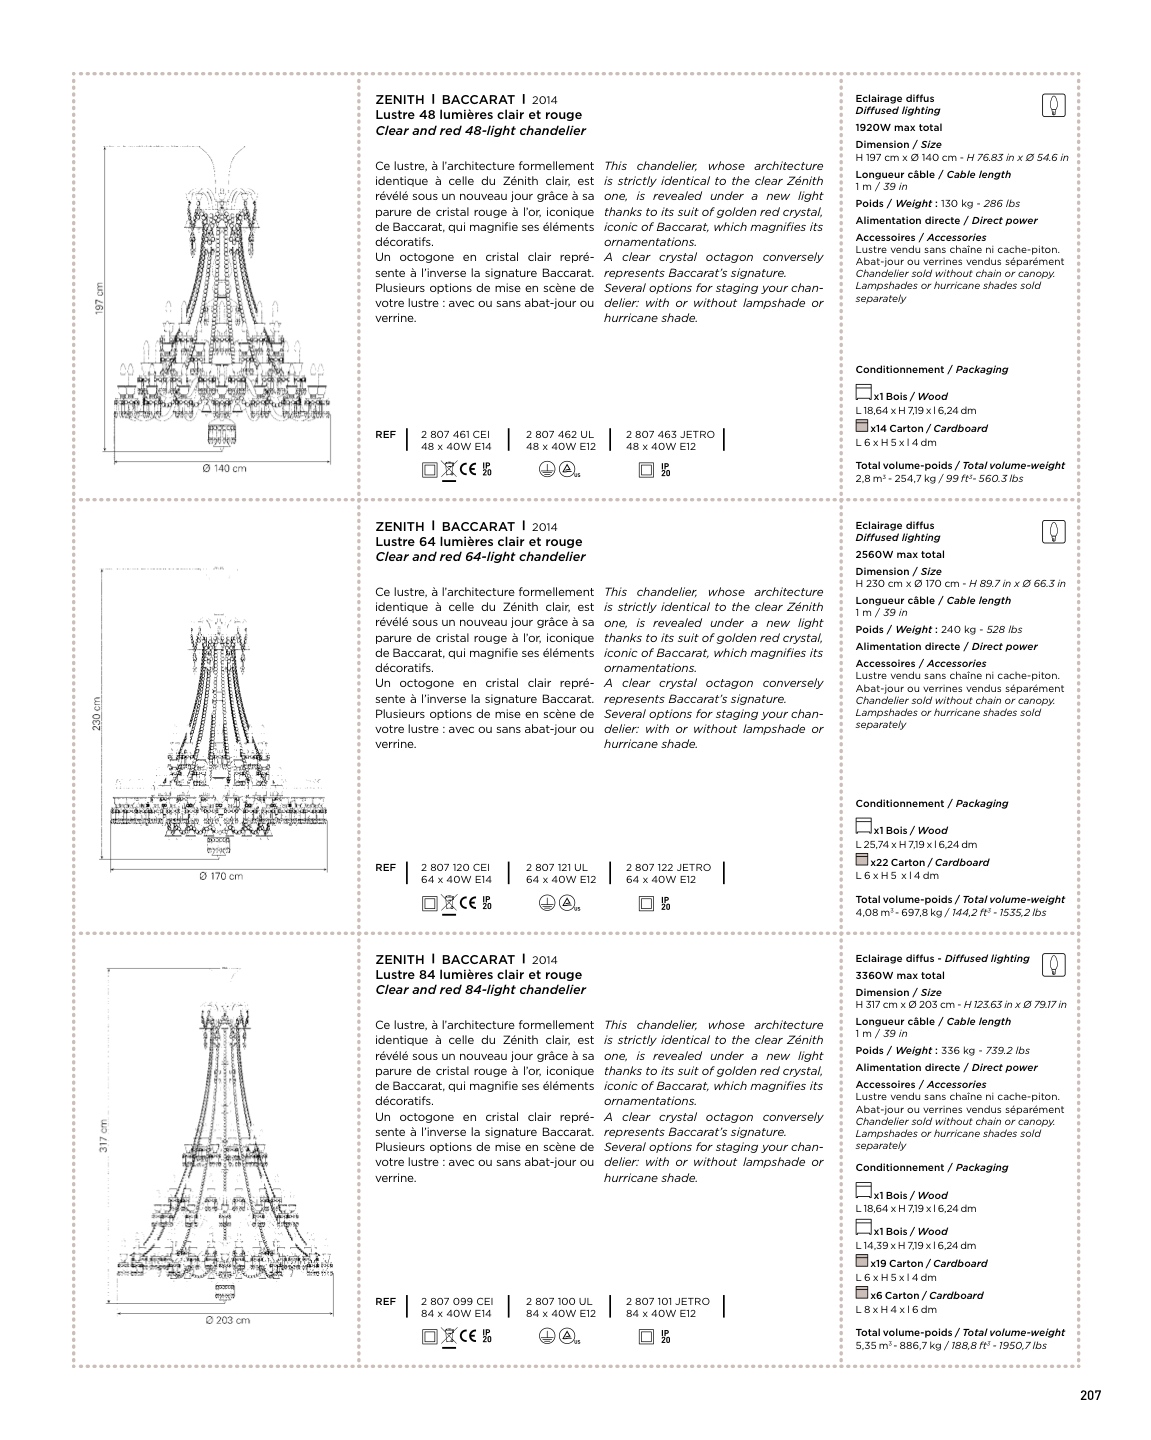 197 cm
Ø 140 cm
ZENITH I BACCARAT I 2014
Lustre 48 lumières clair et rouge
Clear and red 48-light chandelier
Ce lustre, à l'architecture formellement
identique à celle du Zénith clair, est
révélé sous un nouveau jour grâce à sa
parure de cristal rouge à l'or, iconique
de Baccarat, qui magnifie ses éléments
décoratifs.
Un octogone en cristal clair repré-
sente à l'inverse la signature Baccarat.
Plusieurs options de mise en scène de
votre lustre : avec ou sans abat-jour ou
verrine.
This chandelier, whose architecture
is strictly identical to the clear Zénith
one, is revealed under a new light
thanks to its suit of golden red crystal,
iconic of Baccarat, which magnifies its
ornamentations.
A clear crystal octagon conversely
represents Baccarat's signature.
Several options for staging your chan-
delier: with or without lampshade or
hurricane shade.
REF | 2 807 461 CEI | 2 807 462 UL | 2 807 463 JETRO |
48 x 40W E14 48 x 40W E12 48 x 40W E12
CE IP 20 US IP 20
Eclairage diffus
Diffused lighting
1920W max total
Dimension / Size
H 197 cm x Ø 140 cm - H 76.83 in x Ø 54.6 in
Longueur câble / Cable length
1 m / 39 in
Poids / Weight : 130 kg - 286 lbs
Alimentation directe / Direct power
Accessoires / Accessories
Lustre vendu sans chaîne ni cache-piton.
Abat-jour ou verrines vendus séparément
Chandelier sold without chain or canopy.
Lampshades or hurricane shades sold
separately
Conditionnement / Packaging
x1 Bois / Wood
L 18,64 x H 7,19 x l 6,24 dm
x14 Carton / Cardboard
L 6 x H 5 x l 4 dm
Total volume-poids / Total volume-weight
2,8 m³ - 254,7 kg / 99 ft³- 560.3 lbs
230 cm
Ø 170 cm
ZENITH I BACCARAT I 2014
Lustre 64 lumières clair et rouge
Clear and red 64-light chandelier
Ce lustre, à l'architecture formellement
identique à celle du Zénith clair, est
révélé sous un nouveau jour grâce à sa
parure de cristal rouge à l'or, iconique
de Baccarat, qui magnifie ses éléments
décoratifs.
Un octogone en cristal clair repré-
sente à l'inverse la signature Baccarat.
Plusieurs options de mise en scène de
votre lustre : avec ou sans abat-jour ou
verrine.
This chandelier, whose architecture
is strictly identical to the clear Zénith
one, is revealed under a new light
thanks to its suit of golden red crystal,
iconic of Baccarat, which magnifies its
ornamentations.
A clear crystal octagon conversely
represents Baccarat's signature.
Several options for staging your chan-
delier: with or without lampshade or
hurricane shade.
REF | 2 807 120 CEI | 2 807 121 UL | 2 807 122 JETRO |
64 x 40W E14 64 x 40W E12 64 x 40W E12
CE IP 20 US IP 20
Eclairage diffus
Diffused lighting
2560W max total
Dimension / Size
H 230 cm x Ø 170 cm - H 89.7 in x Ø 66.3 in
Longueur câble / Cable length
1 m / 39 in
Poids / Weight : 240 kg - 528 lbs
Alimentation directe / Direct power
Accessoires / Accessories
Lustre vendu sans chaîne ni cache-piton.
Abat-jour ou verrines vendus séparément
Chandelier sold without chain or canopy.
Lampshades or hurricane shades sold
separately
Conditionnement / Packaging
x1 Bois / Wood
L 25,74 x H 7,19 x l 6,24 dm
x22 Carton / Cardboard
L 6 x H 5 x l 4 dm
Total volume-poids / Total volume-weight
4,08 m³ - 697,8 kg / 144,2 ft³ - 1535,2 lbs
317 cm
Ø 203 cm
ZENITH I BACCARAT I 2014
Lustre 84 lumières clair et rouge
Clear and red 84-light chandelier
Ce lustre, à l'architecture formellement
identique à celle du Zénith clair, est
révélé sous un nouveau jour grâce à sa
parure de cristal rouge à l'or, iconique
de Baccarat, qui magnifie ses éléments
décoratifs.
Un octogone en cristal clair repré-
sente à l'inverse la signature Baccarat.
Plusieurs options de mise en scène de
votre lustre : avec ou sans abat-jour ou
verrine.
This chandelier, whose architecture
is strictly identical to the clear Zénith
one, is revealed under a new light
thanks to its suit of golden red crystal,
iconic of Baccarat, which magnifies its
ornamentations.
A clear crystal octagon conversely
represents Baccarat's signature.
Several options for staging your chan-
delier: with or without lampshade or
hurricane shade.
REF | 2 807 099 CEI | 2 807 100 UL | 2 807 101 JETRO |
84 x 40W E14 84 x 40W E12 84 x 40W E12
CE IP 20 US IP 20
Eclairage diffus - Diffused lighting
3360W max total
Dimension / Size
H 317 cm x Ø 203 cm - H 123.63 in x Ø 79.17 in
Longueur câble / Cable length
1 m / 39 in
Poids / Weight : 336 kg - 739.2 lbs
Alimentation directe / Direct power
Accessoires / Accessories
Lustre vendu sans chaîne ni cache-piton.
Abat-jour ou verrines vendus séparément
Chandelier sold without chain or canopy.
Lampshades or hurricane shades sold
separately
Conditionnement / Packaging
x1 Bois / Wood
L 18,64 x H 7,19 x l 6,24 dm
x1 Bois / Wood
L 14,39 x H 7,19 x l 6,24 dm
x19 Carton / Cardboard
L 6 x H 5 x l 4 dm
x6 Carton / Cardboard
L 8 x H 4 x l 6 dm
Total volume-poids / Total volume-weight
5,35 m³ - 886,7 kg / 188,8 ft³ - 1950,7 lbs
207